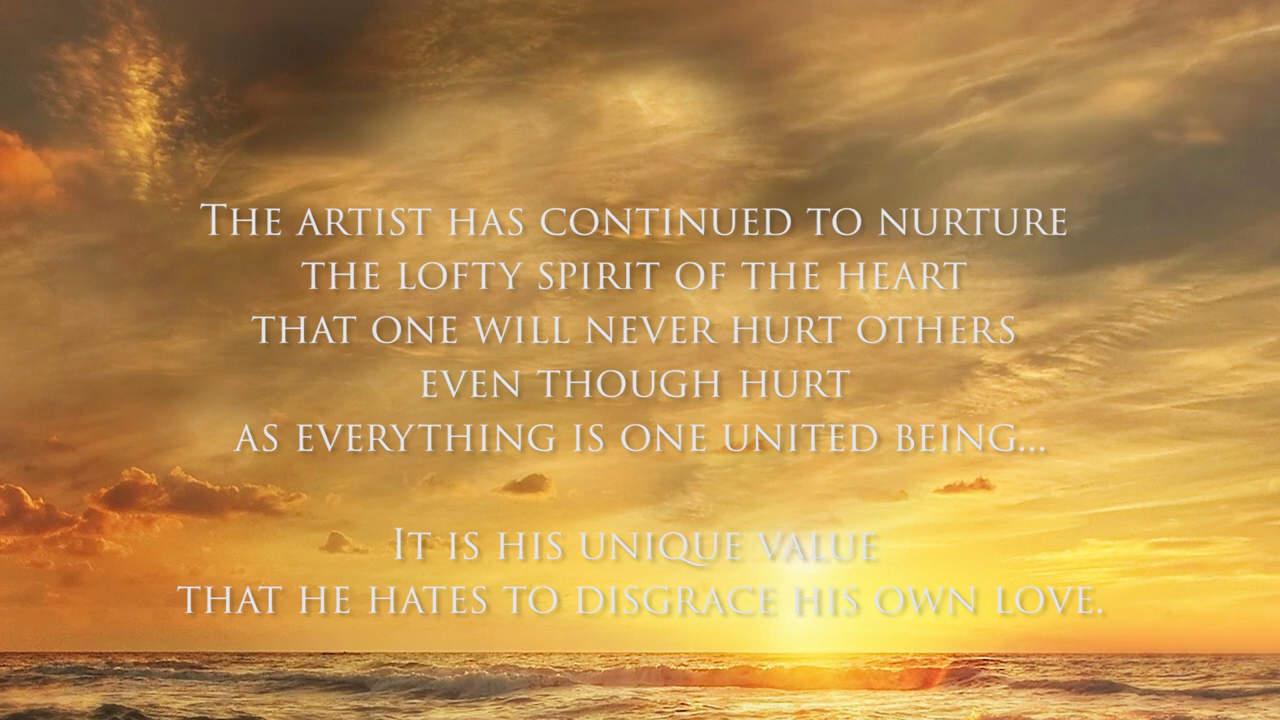 The artist has continued to nurture
the lofty spirit of the heart
that one will never hurt others
even though hurt
as everything is one united being...
It is his unique value
that he hates to disgrace his own love.